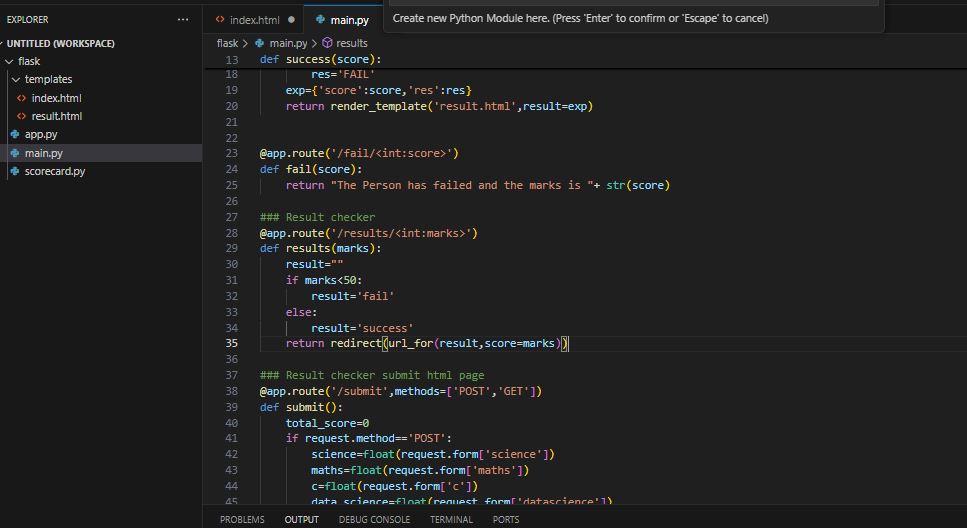 EXPLORER
···
index.html
main.py
Create new Python Module here. (Press 'Enter' to confirm or 'Escape' to cancel)
UNTITLED (WORKSPACE)
flask
templates
index.html
result.html
app.py
main.py
scorecard.py
flask > main.py > results
13 def success(score):
18 res='FAIL'
19 exp={'score':score,'res':res}
20 return render_template('result.html',result=exp)
21
22
23 @app.route('/fail/<int:score>')
24 def fail(score):
25 return "The Person has failed and the marks is "+ str(score)
26
27 ### Result checker
28 @app.route('/results/<int:marks>')
29 def results(marks):
30 result=""
31 if marks<50:
32 result='fail'
33 else:
34 result='success'
35 return redirect(url_for(result,score=marks))
36
37 ### Result checker submit html page
38 @app.route('/submit',methods=['POST','GET'])
39 def submit():
40 total_score=0
41 if request.method=='POST':
42 science=float(request.form['science'])
43 maths=float(request.form['maths'])
44 c=float(request.form['c'])
45 data_science=float(request.form['datascience'])
PROBLEMS OUTPUT DEBUG CONSOLE TERMINAL PORTS